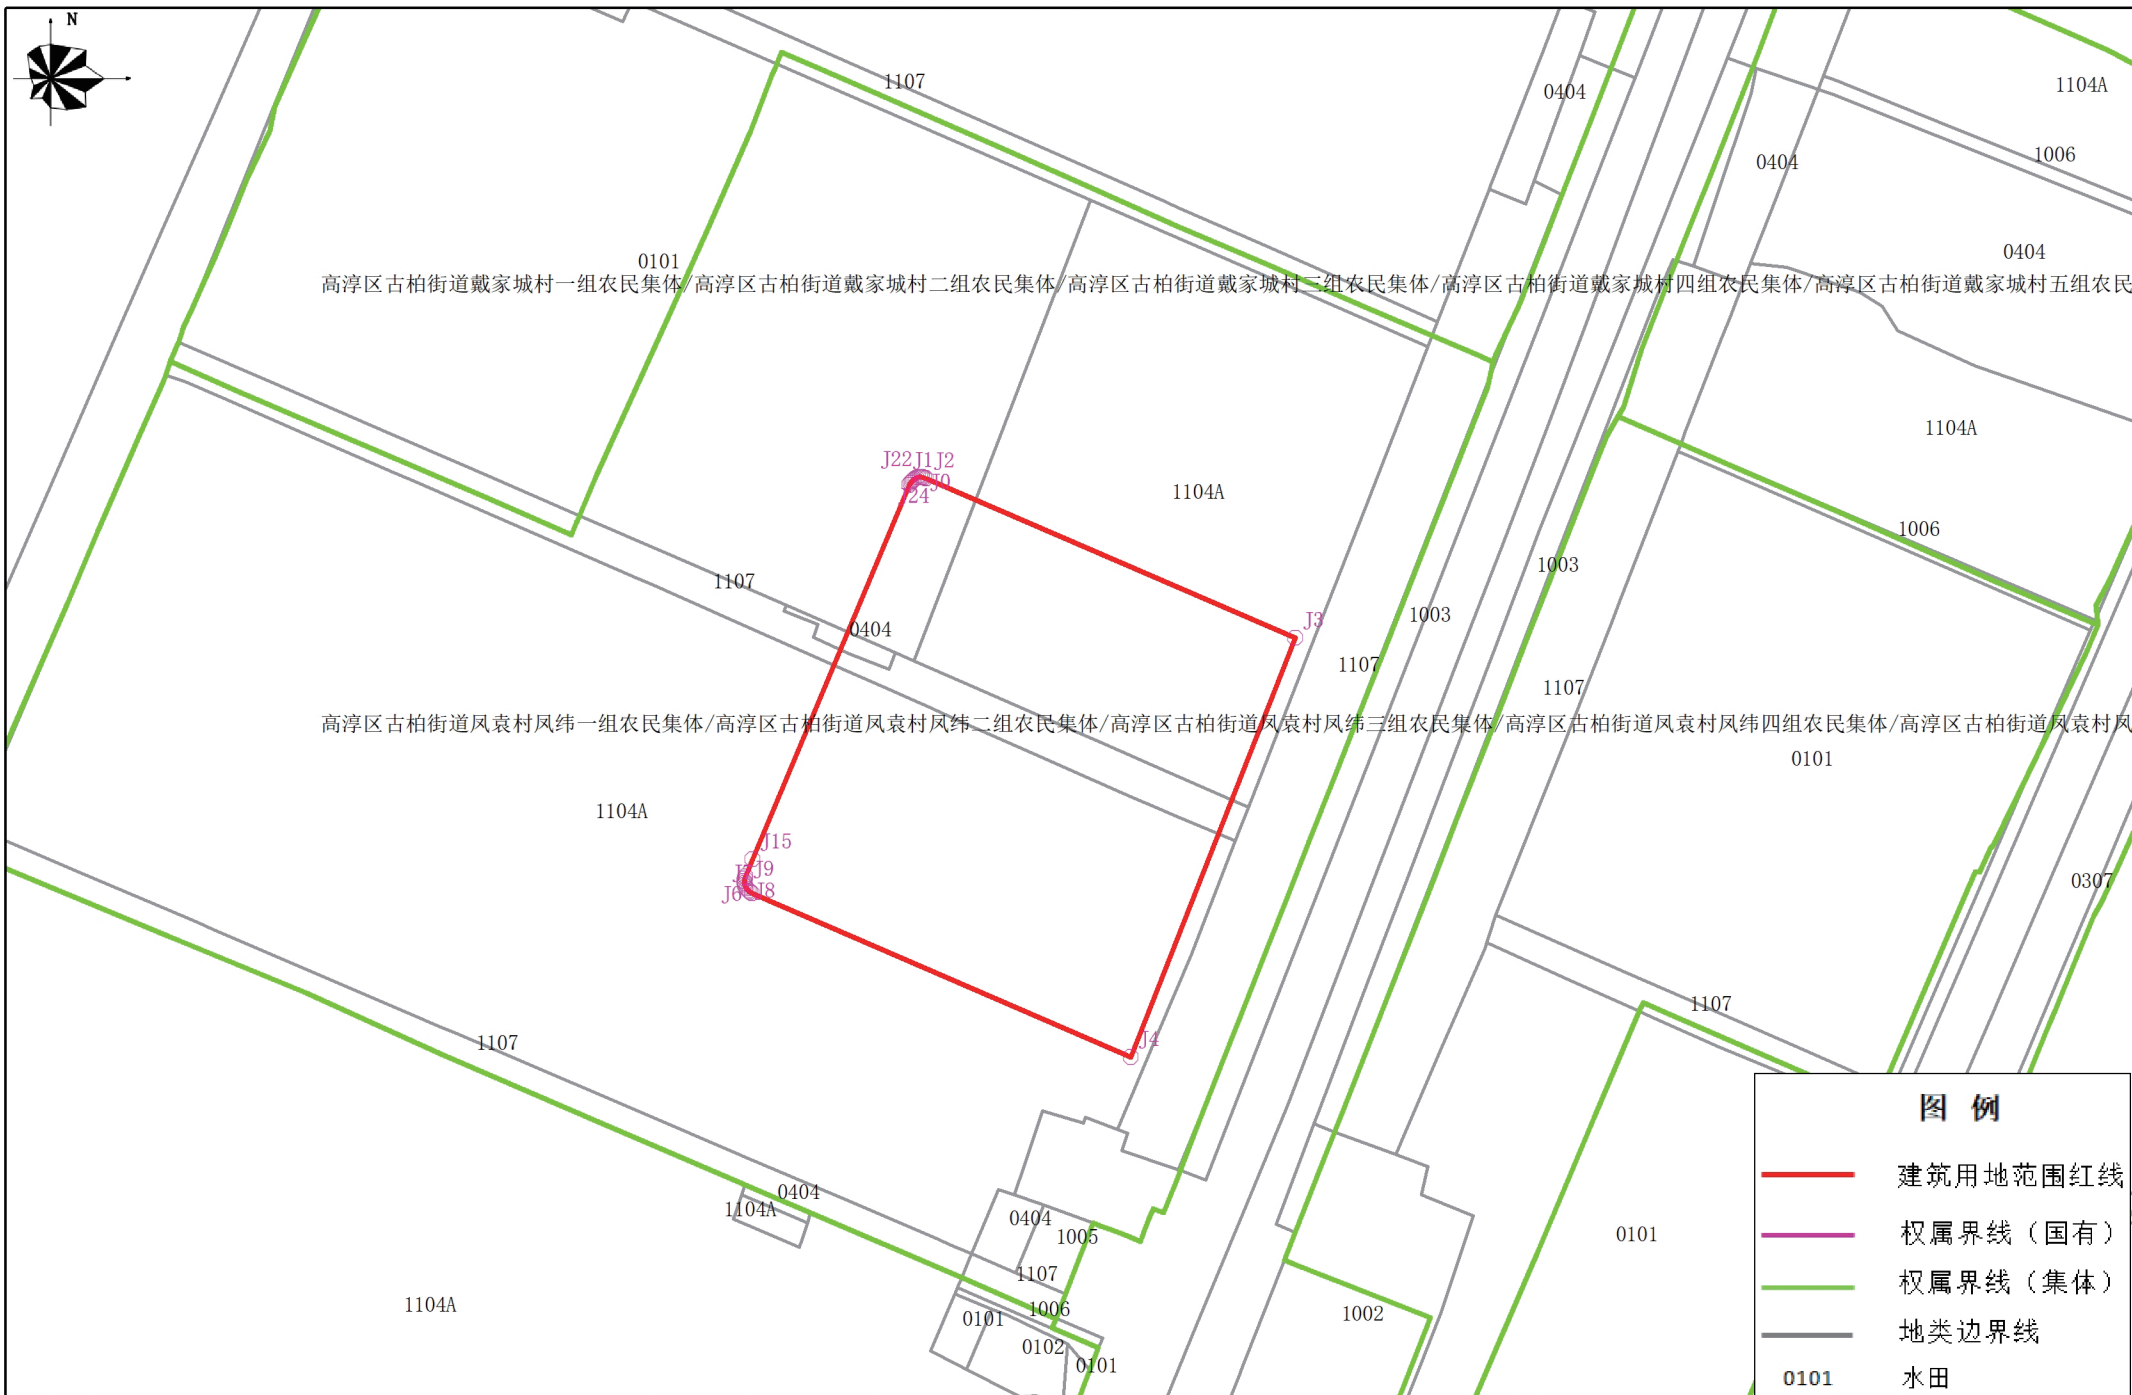 N
1107
0404
1104A
1006
0404
0404
0101
高淳区古柏街道戴家城村一组农民集体/高淳区古柏街道戴家城村二组农民集体/高淳区古柏街道戴家城村三组农民集体/高淳区古柏街道戴家城村四组农民集体/高淳区古柏街道戴家城村五组农民
1104A
J22 J1 J2
J9
24
1104A
1006
1003
1107
0404
J3
1003
1107
1107
高淳区古柏街道凤袁村凤纬一组农民集体/高淳区古柏街道凤袁村凤纬二组农民集体/高淳区古柏街道凤袁村凤纬三组农民集体/高淳区古柏街道凤袁村凤纬四组农民集体/高淳区古柏街道凤袁村凤
0101
1104A
J15
J9
J6 J8
0307
1107
1107
J4
0404
1104A
0404
1005
1107
1006
0101
0102
0101
1104A
0101
1002
图 例
建筑用地范围红线
权属界线（国有）
权属界线（集体）
地类边界线
0101 水田